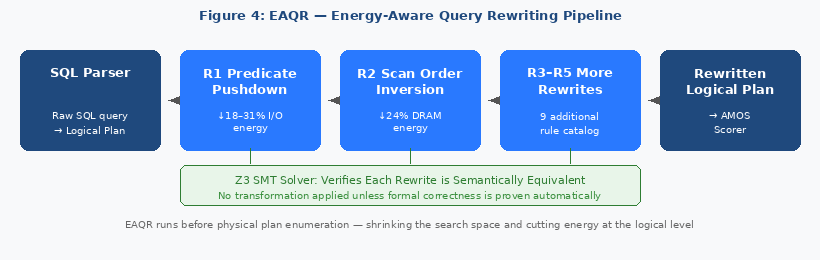 Figure 4: EAQR — Energy-Aware Query Rewriting Pipeline
SQL Parser
Raw SQL query
→ Logical Plan
R1 Predicate
Pushdown
↓18–31% I/O
energy
R2 Scan Order
Inversion
↓24% DRAM
energy
R3–R5 More
Rewrites
9 additional
rule catalog
Rewritten
Logical Plan
→ AMOS
Scorer
Z3 SMT Solver: Verifies Each Rewrite is Semantically Equivalent
No transformation applied unless formal correctness is proven automatically
EAQR runs before physical plan enumeration — shrinking the search space and cutting energy at the logical level